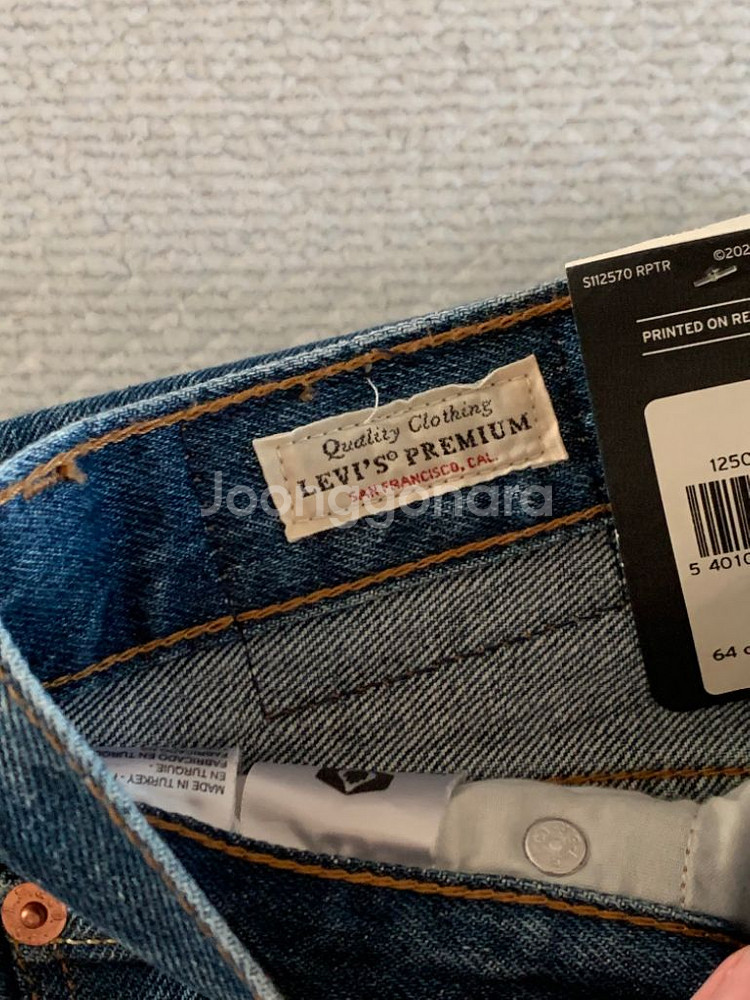 ©202
S112570 RPTR
PRINTED ON RE
Quality Clothing
LEVI'S® PREMIUM
SAN FRANCISCO, CAL.
Joonggonara
1250
5 4010
64 c
MADE IN TURKEY-
EN TURQUIE-
FABRICADO EN TURQU